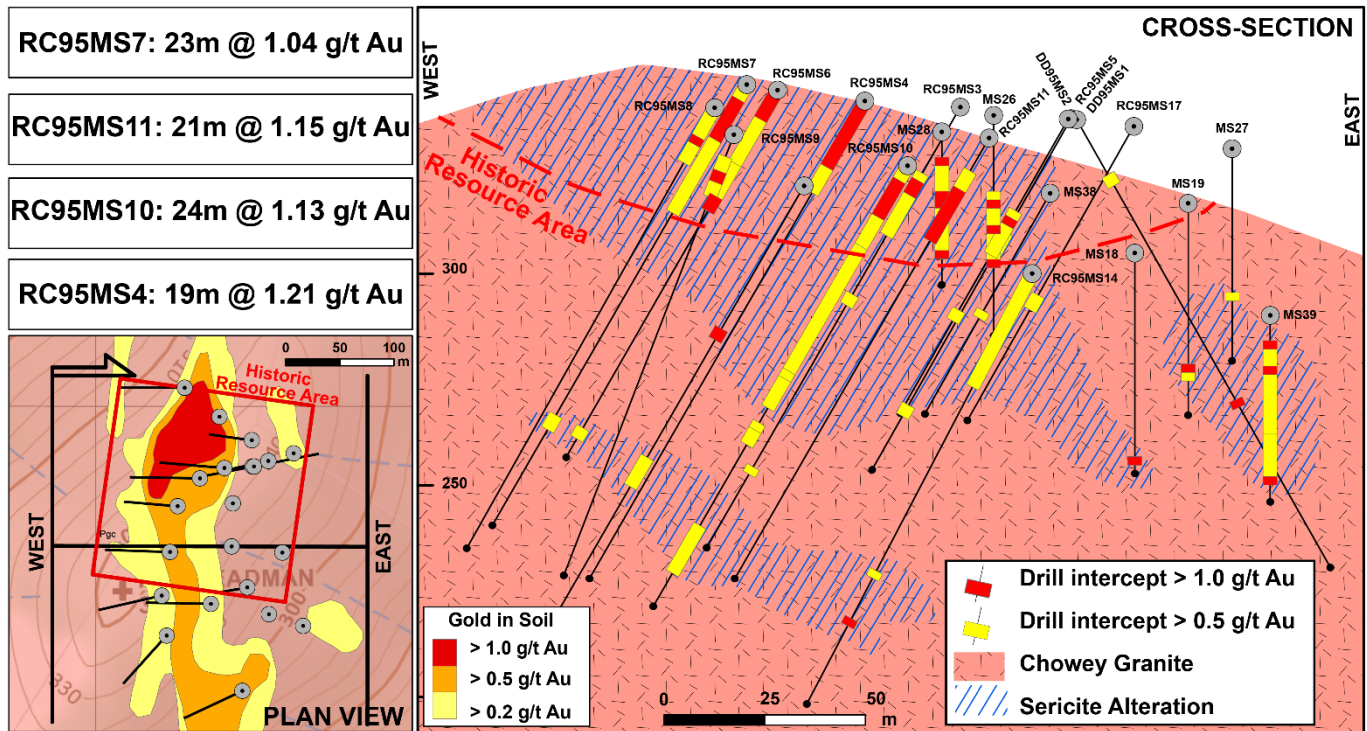 RC95MS7: 23m @ 1.04 g/t Au
RC95MS11: 21m @ 1.15 g/t Au
RC95MS10: 24m @ 1.13 g/t Au
RC95MS4: 19m @ 1.21 g/t Au
0 50 100
m
Historic
Resource Area
WEST
EAST
Pgc
EADMAN
300
330
PLAN VIEW
CROSS-SECTION
WEST
EAST
RC95MS7
RC95MS6
RC95MS8
RC95MS9
RC95MS4
RC95MS3
RC95MS10
MS28
MS26
RC95MS11
DD95MS2
RC95MS5
DD95MS1
RC95MS17
MS27
MS38
MS19
MS18
RC95MS14
MS39
Historic
Resource Area
300
250
Gold in Soil
> 1.0 g/t Au
> 0.5 g/t Au
> 0.2 g/t Au
0 25 50
m
Drill intercept > 1.0 g/t Au
Drill intercept > 0.5 g/t Au
Chowey Granite
Sericite Alteration